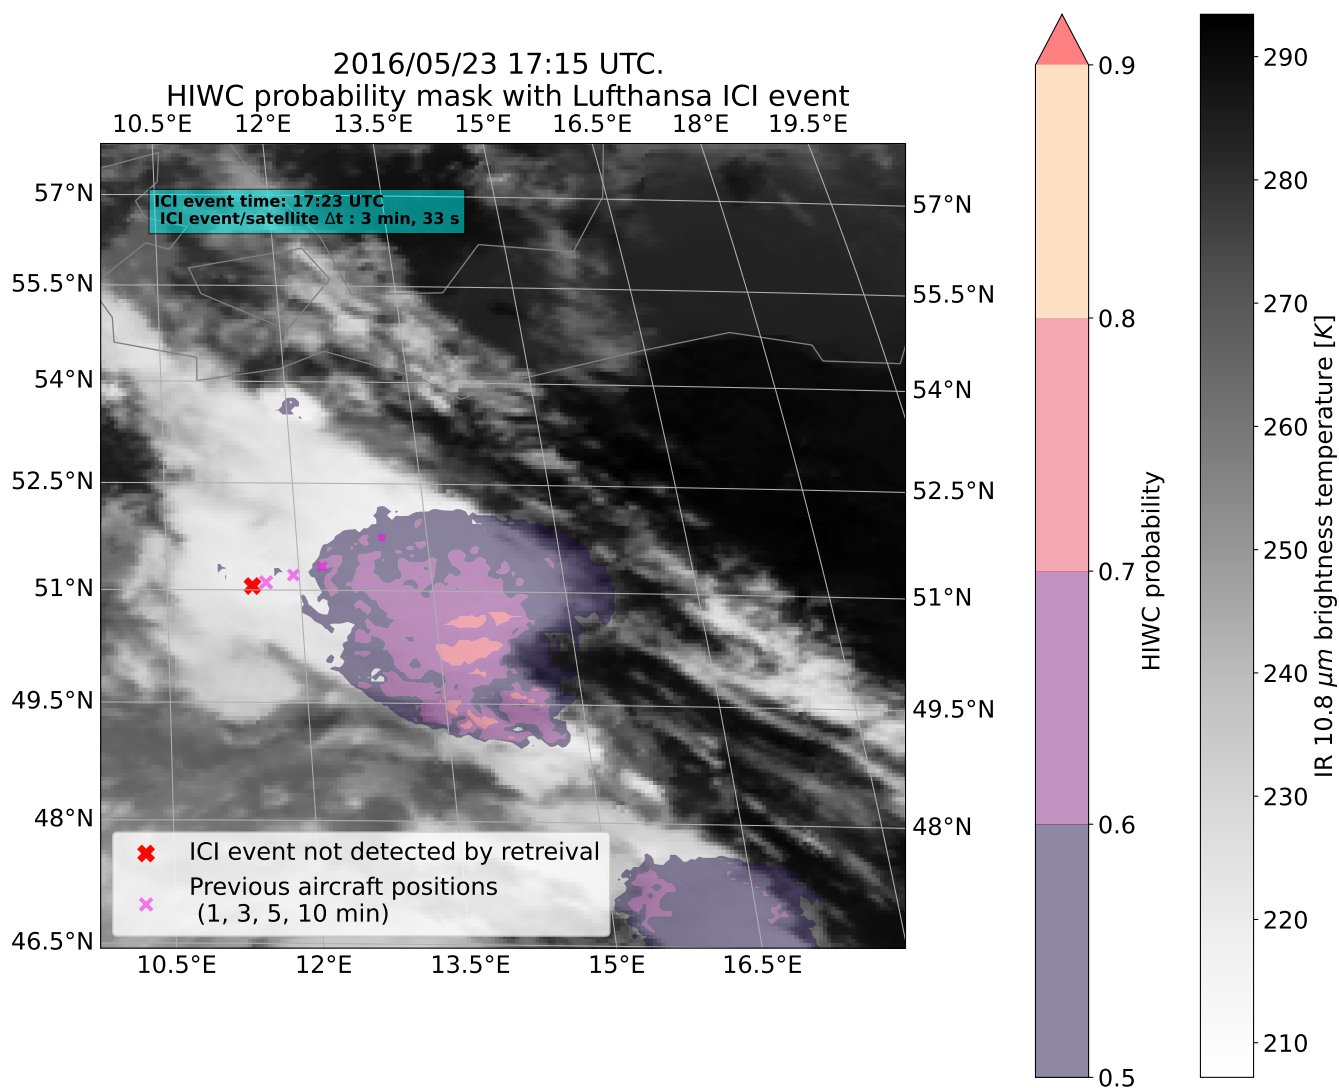 2016/05/23 17:15 UTC.
HIWC probability mask with Lufthansa ICI event
10.5°E 12°E 13.5°E 15°E 16.5°E 18°E 19.5°E
57°N
55.5°N
54°N
52.5°N
51°N
49.5°N
48°N
46.5°N
ICI event time: 17:23 UTC
ICI event/satellite Δt : 3 min, 33 s
ICI event not detected by retreival
Previous aircraft positions
(1, 3, 5, 10 min)
57°N
55.5°N
54°N
52.5°N
51°N
49.5°N
48°N
10.5°E 12°E 13.5°E 15°E 16.5°E
0.9
0.8
0.7
0.6
0.5
HIWC probability
290
280
270
260
250
240
230
220
210
IR 10.8 μm brightness temperature [K]